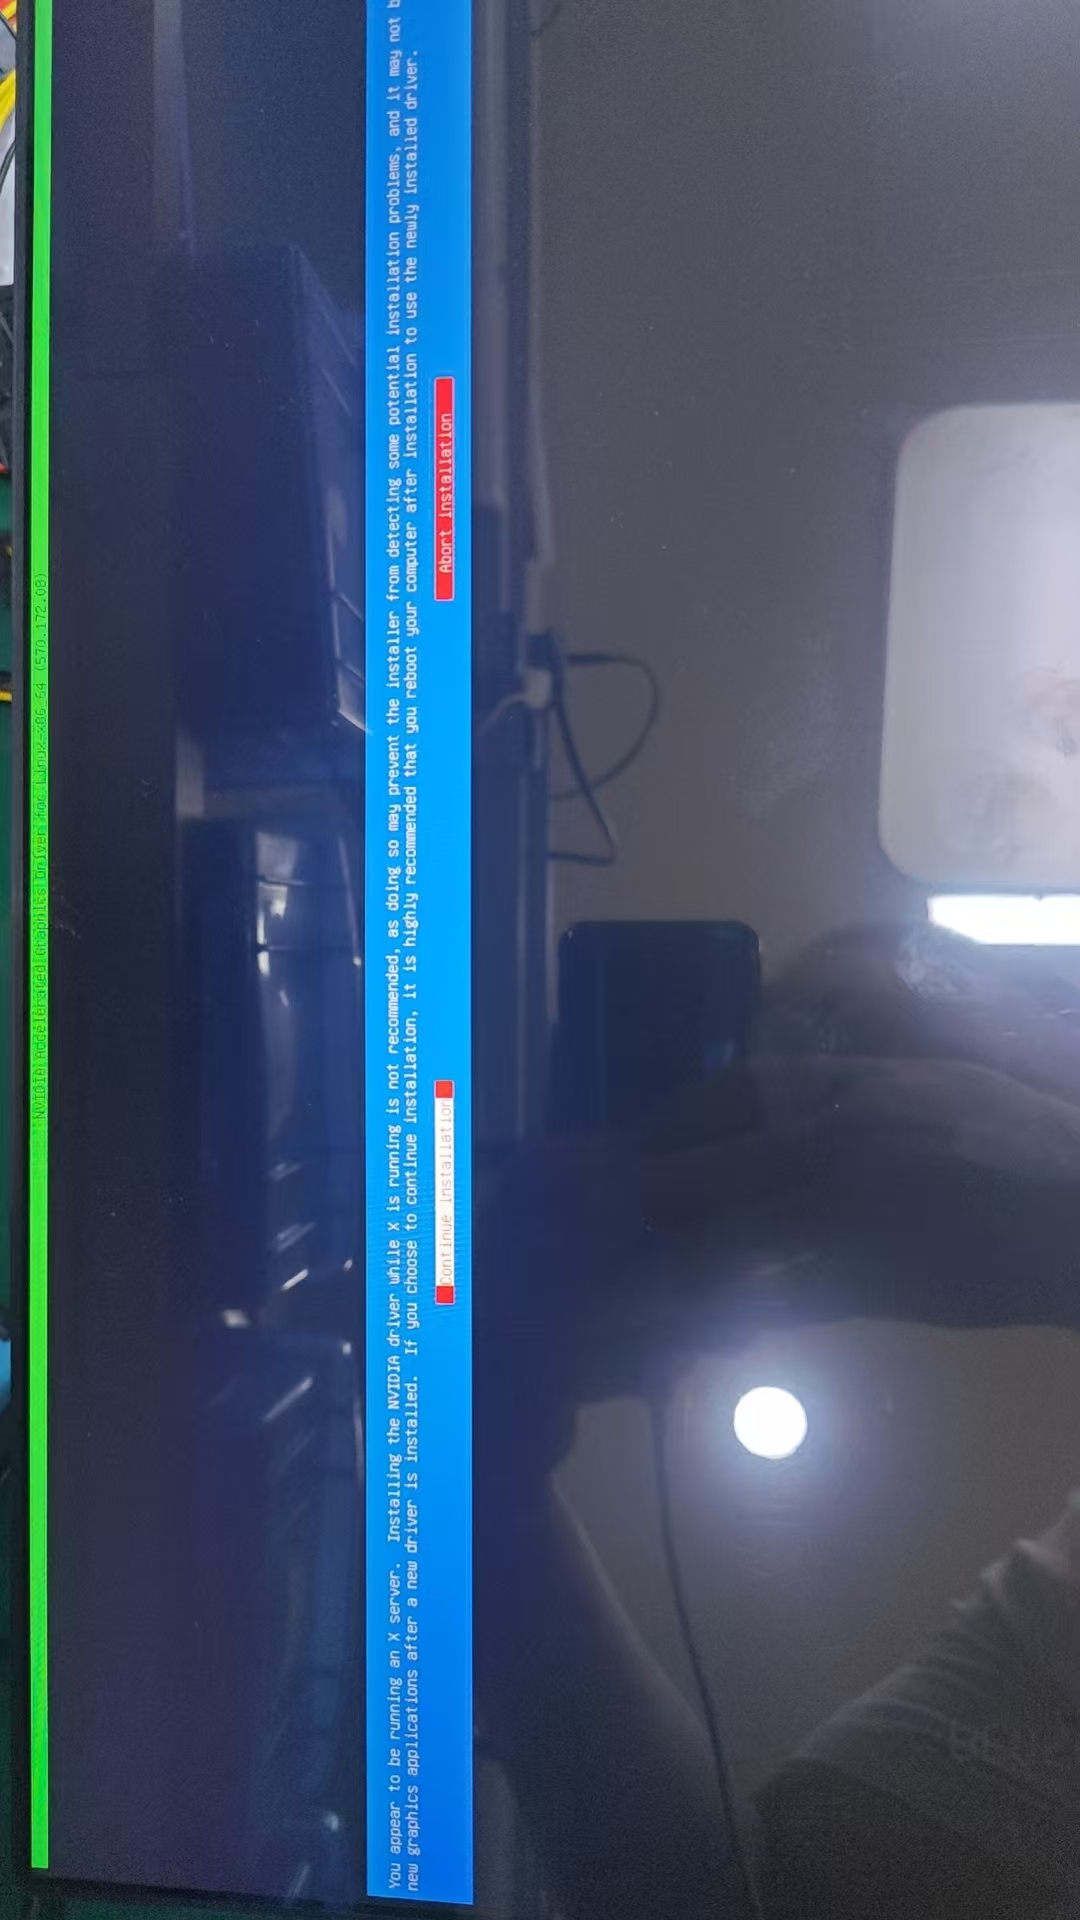 NVIDIA Accelerated Graphics Driver for Linux-x86_64 (570.172.08)
You appear to be running an X server.  Installing the NVIDIA driver while X is running is not recommended, as doing so may prevent the installer from detecting some potential installation problems, and it may not b
new graphics applications after a new driver is installed.  If you choose to continue installation, it is highly recommended that you reboot your computer after installation to use the newly installed driver.
Continue installation
Abort installation